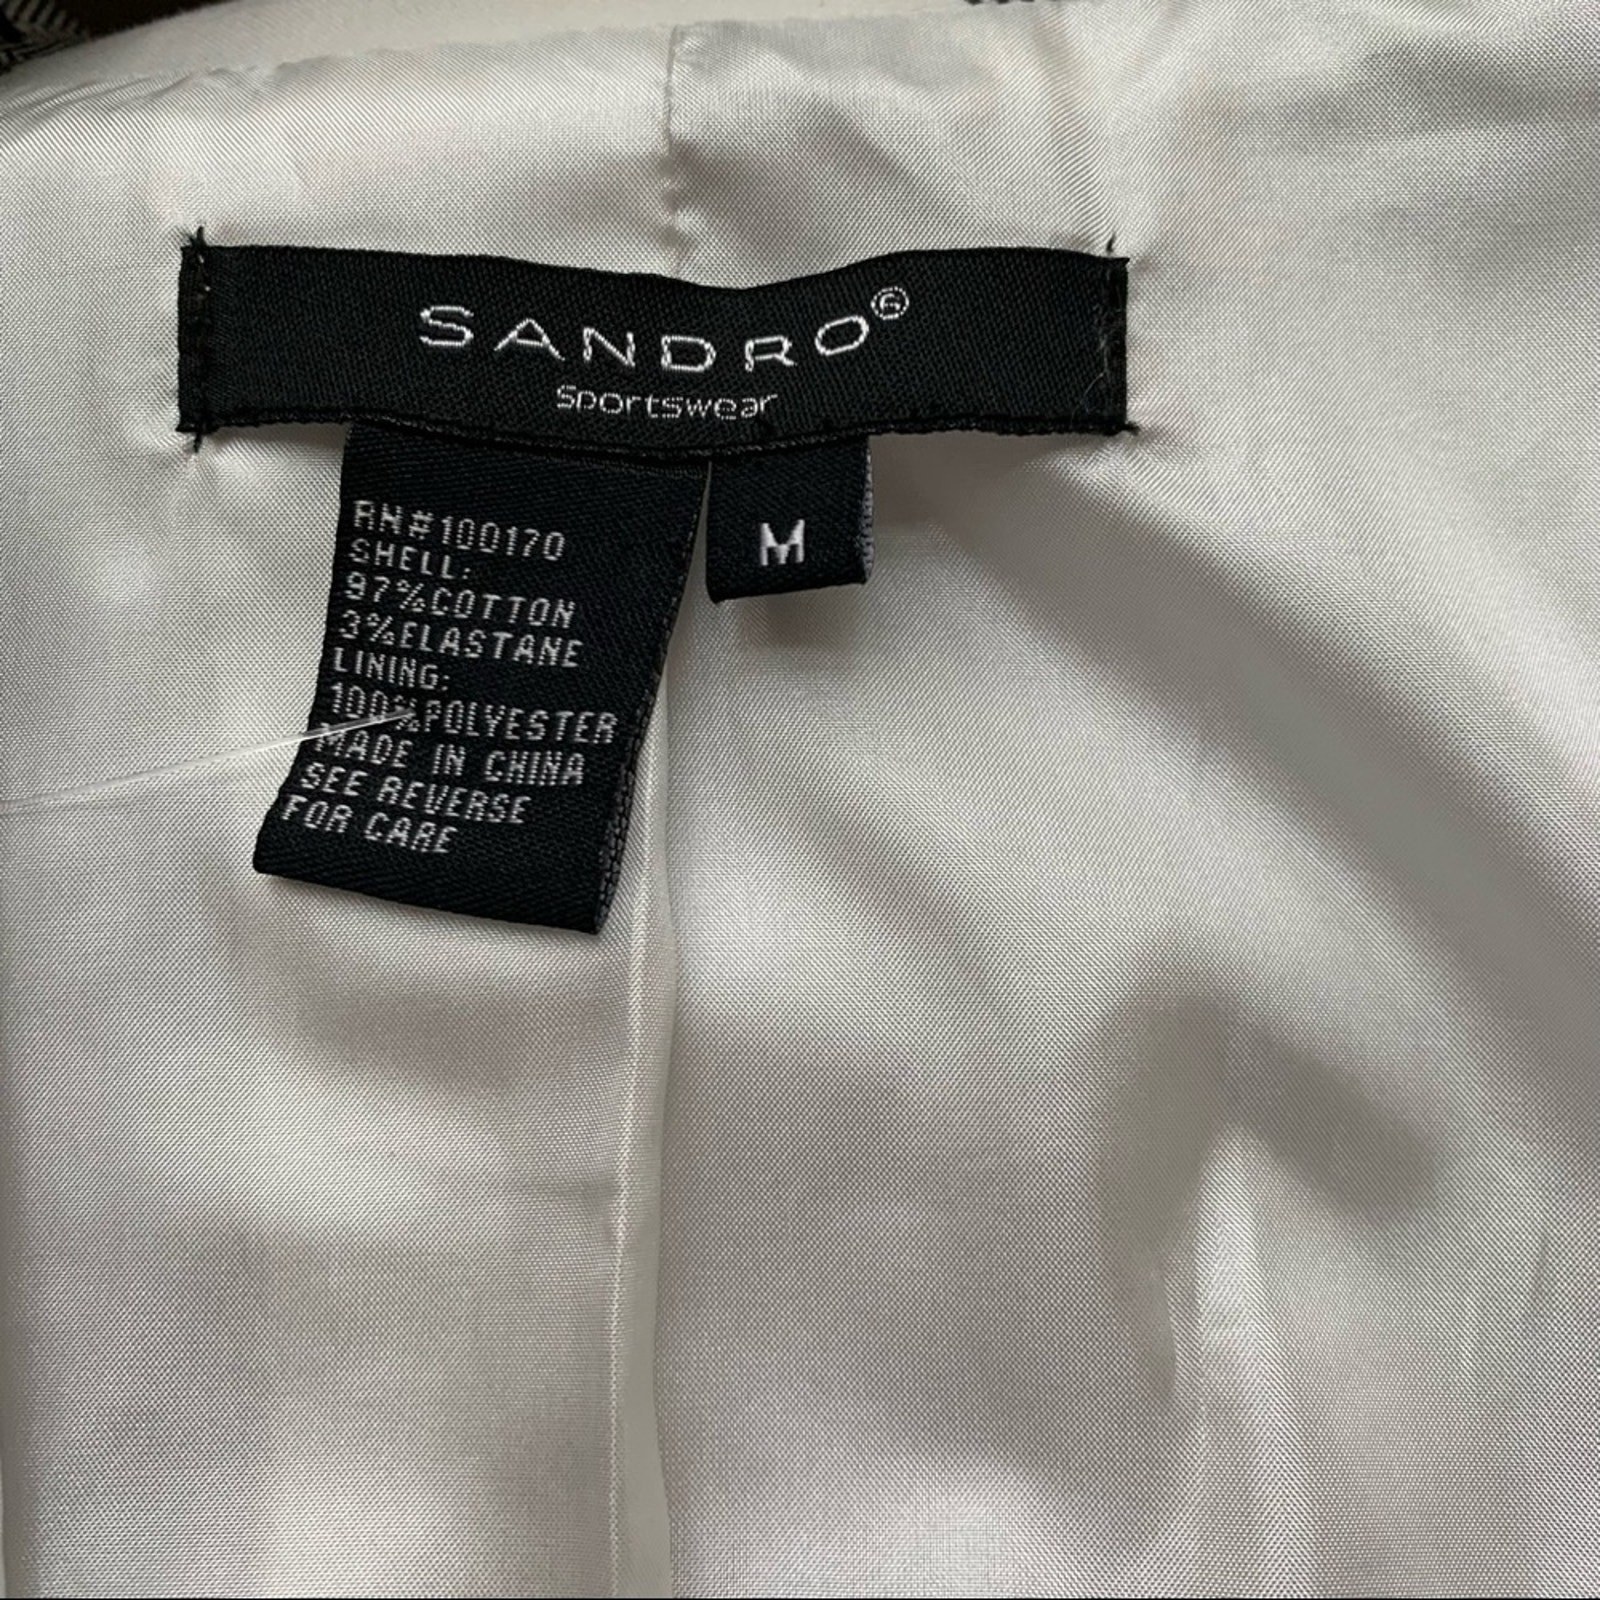 SANDRO®
Sportswear
M
RN#100170
SHELL:
97%COTTON
3%ELASTANE
LINING:
100%POLYESTER
MADE IN CHINA
SEE REVERSE
FOR CARE